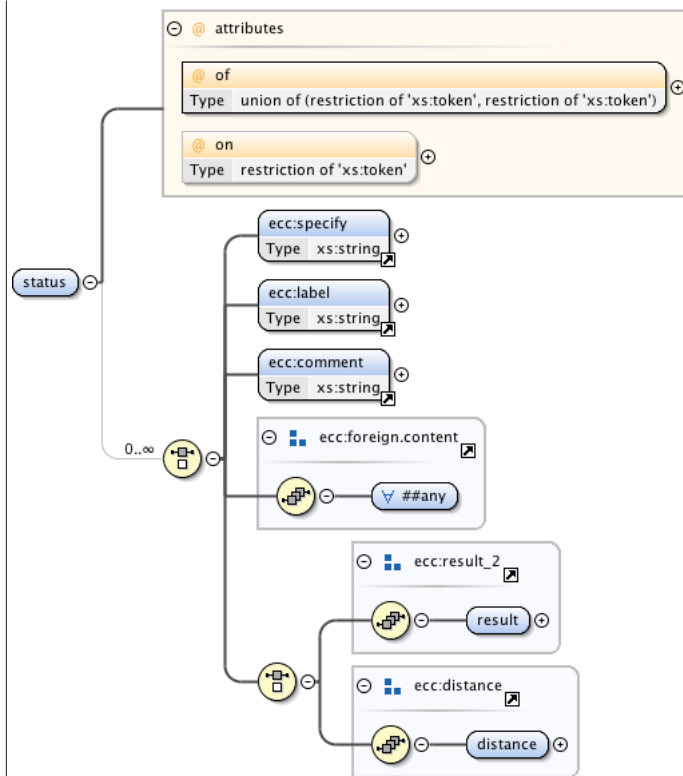 @ attributes
@ of
Type union of (restriction of 'xs:token', restriction of 'xs:token')
@ on
Type restriction of 'xs:token'
ecc:specify
Type xs:string
status
ecc:label
Type xs:string
ecc:comment
Type xs:string
ecc:foreign.content
0..∞
∀ ##any
ecc:result_2
result
ecc:distance
distance